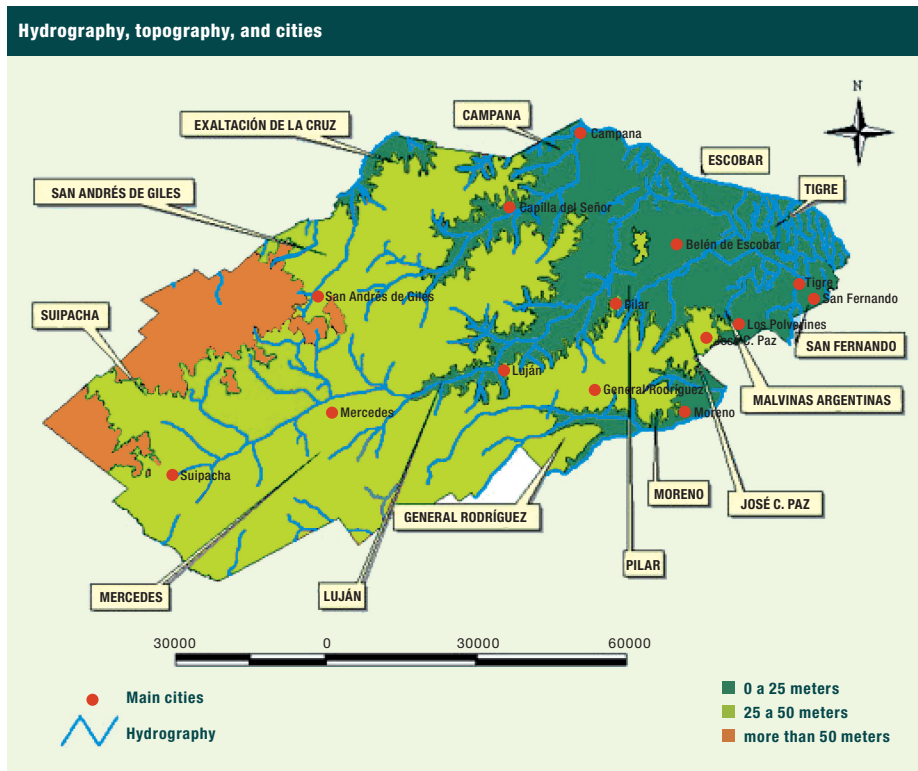 Hydrography, topography, and cities
N
CAMPANA
EXALTACIÓN DE LA CRUZ
Campana
ESCOBAR
TIGRE
SAN ANDRÉS DE GILES
Capilla del Señor
Belén de Escobar
Tigre
San Andrés de Giles
San Fernando
Pilar
SUIPACHA
Los Polvorines
José C. Paz
SAN FERNANDO
Luján
General Rodríguez
MALVINAS ARGENTINAS
Mercedes
Moreno
Suipacha
MORENO
JOSÉ C. PAZ
GENERAL RODRÍGUEZ
PILAR
MERCEDES
LUJÁN
30000 0 30000 60000
Main cities
Hydrography
0 a 25 meters
25 a 50 meters
more than 50 meters